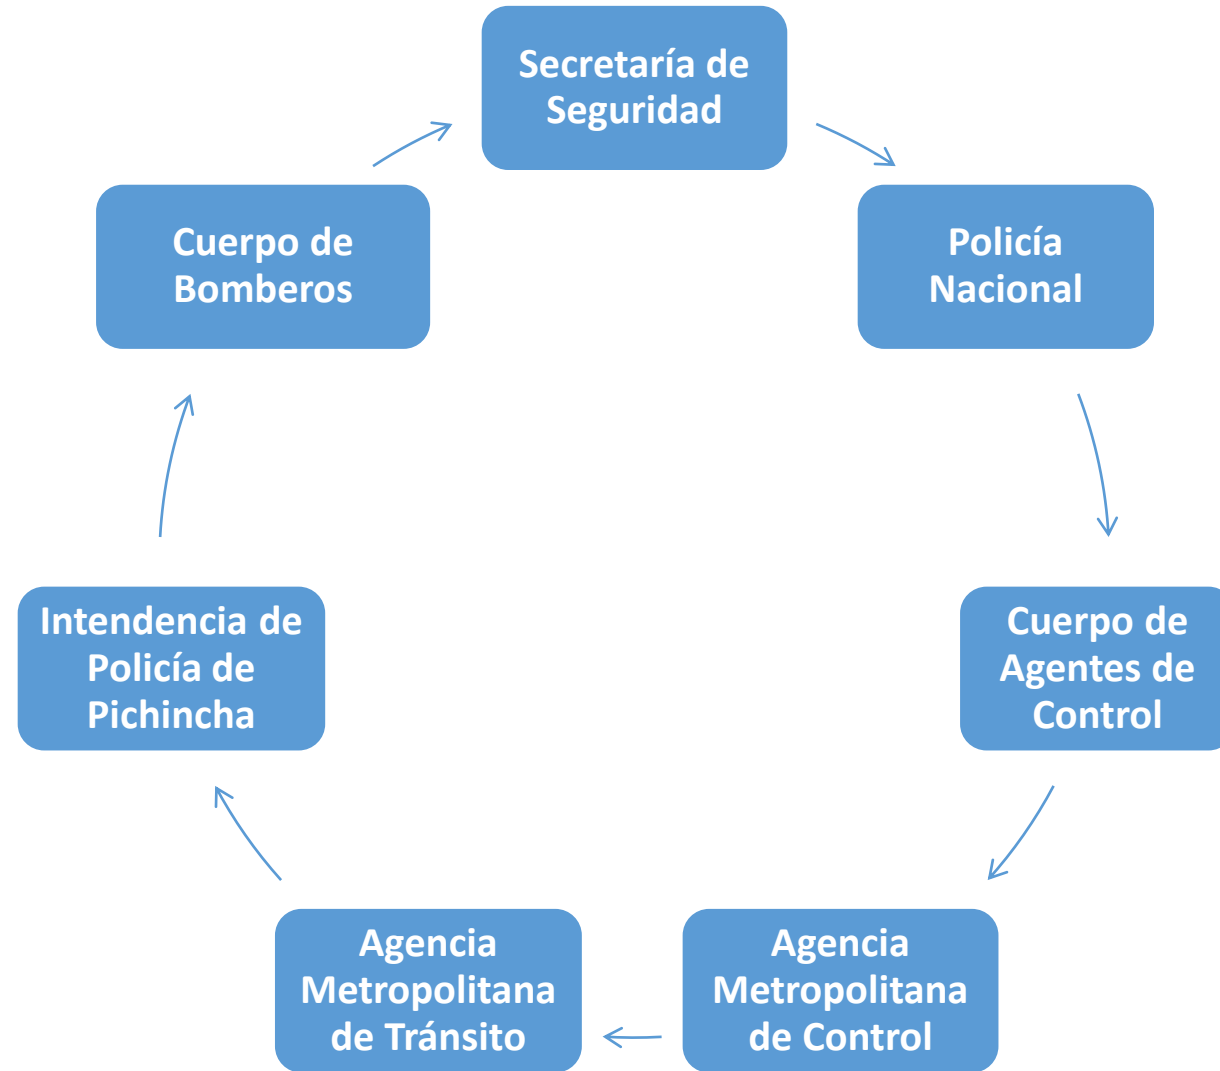 Secretaría de
Seguridad
Policía
Nacional
Cuerpo de
Agentes de
Control
Agencia
Metropolitana
de Control
Agencia
Metropolitana
de Tránsito
Intendencia de
Policía de
Pichincha
Cuerpo de
Bomberos